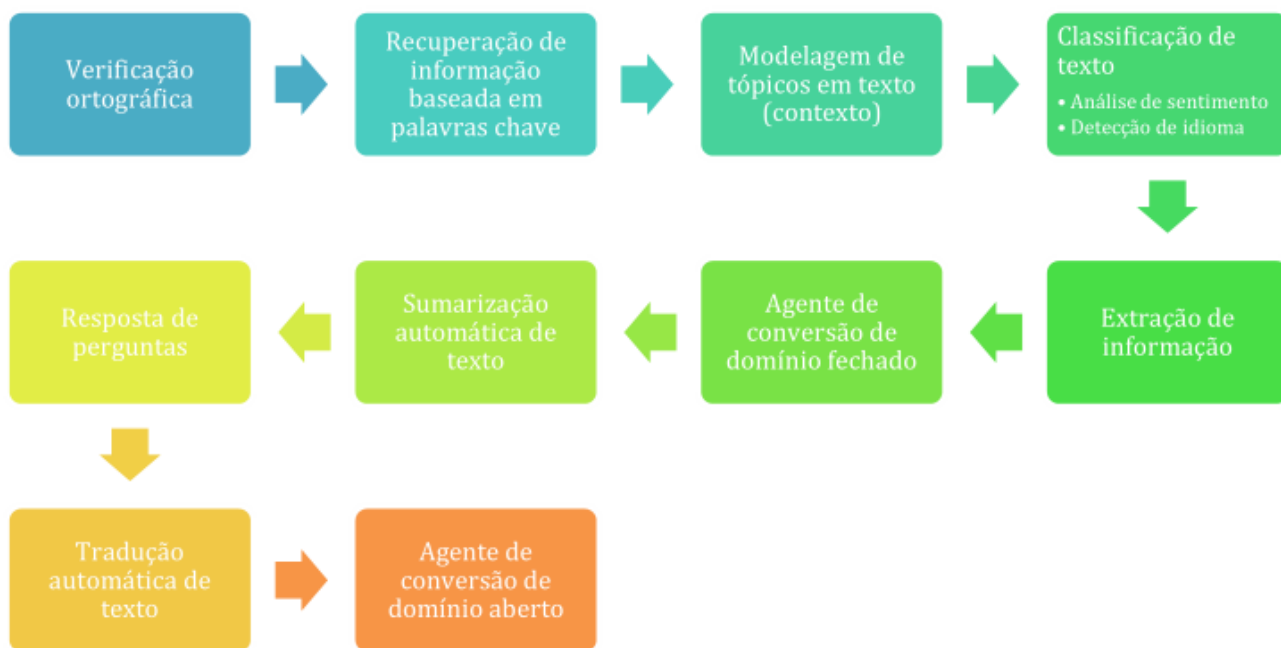 Verificação
ortográfica
Recuperação de
informação
baseada em
palavras chave
Modelagem de
tópicos em texto
(contexto)
Classificação de
texto
• Análise de sentimento
• Detecção de idioma
Extração de
informação
Agente de
conversão de
domínio fechado
Sumarização
automática de
texto
Resposta de
perguntas
Tradução
automática de
texto
Agente de
conversão de
domínio aberto